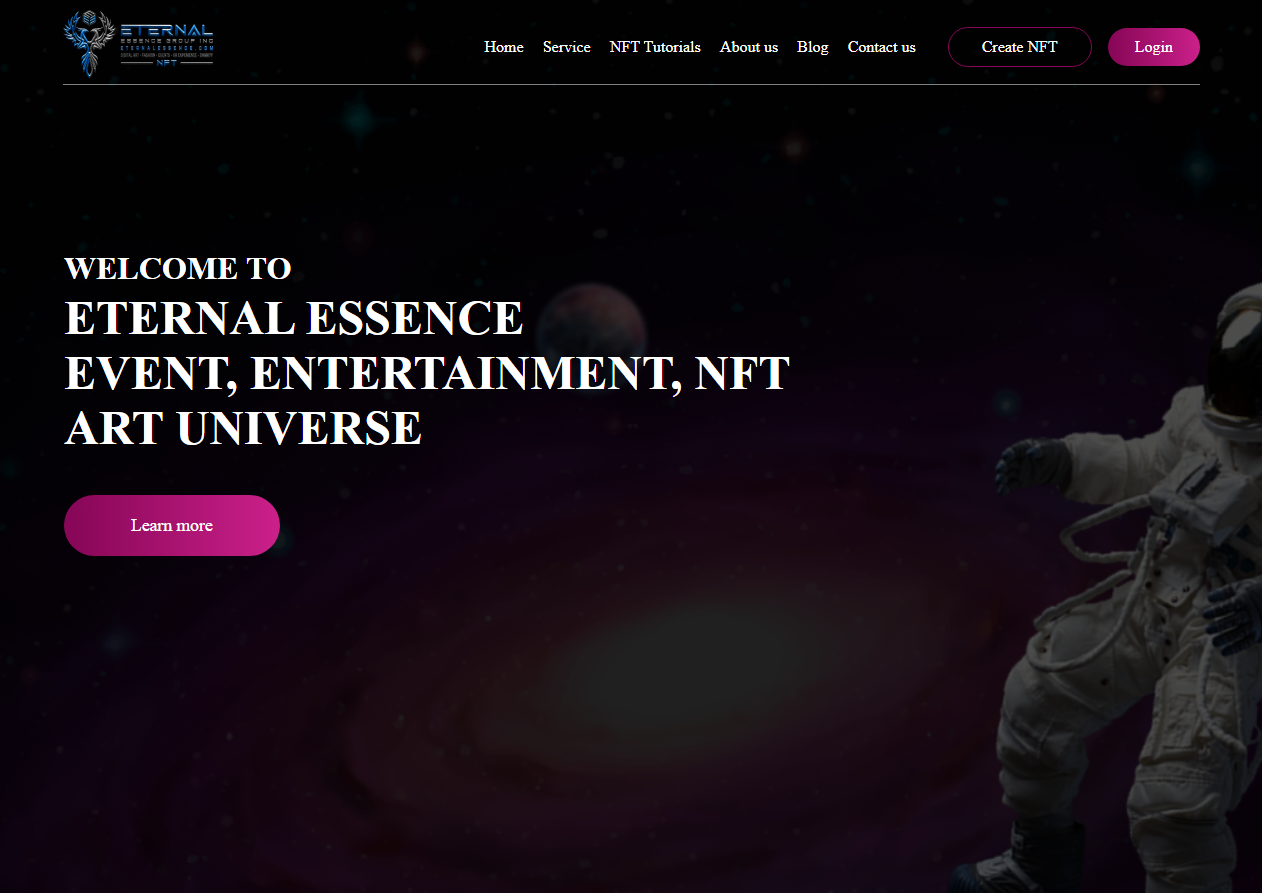 ETERNAL
ESSENCE GROUP INC
ETERNALESSENCE.COM
NFT
Home
Service
NFT Tutorials
About us
Blog
Contact us
Create NFT
Login
WELCOME TO
ETERNAL ESSENCE
EVENT, ENTERTAINMENT, NFT
ART UNIVERSE
Learn more